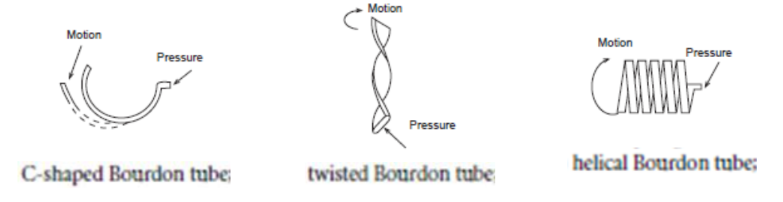 Motion
Pressure
C-shaped Bourdon tube;
Motion
Pressure
twisted Bourdon tube;
Motion
Pressure
helical Bourdon tube;